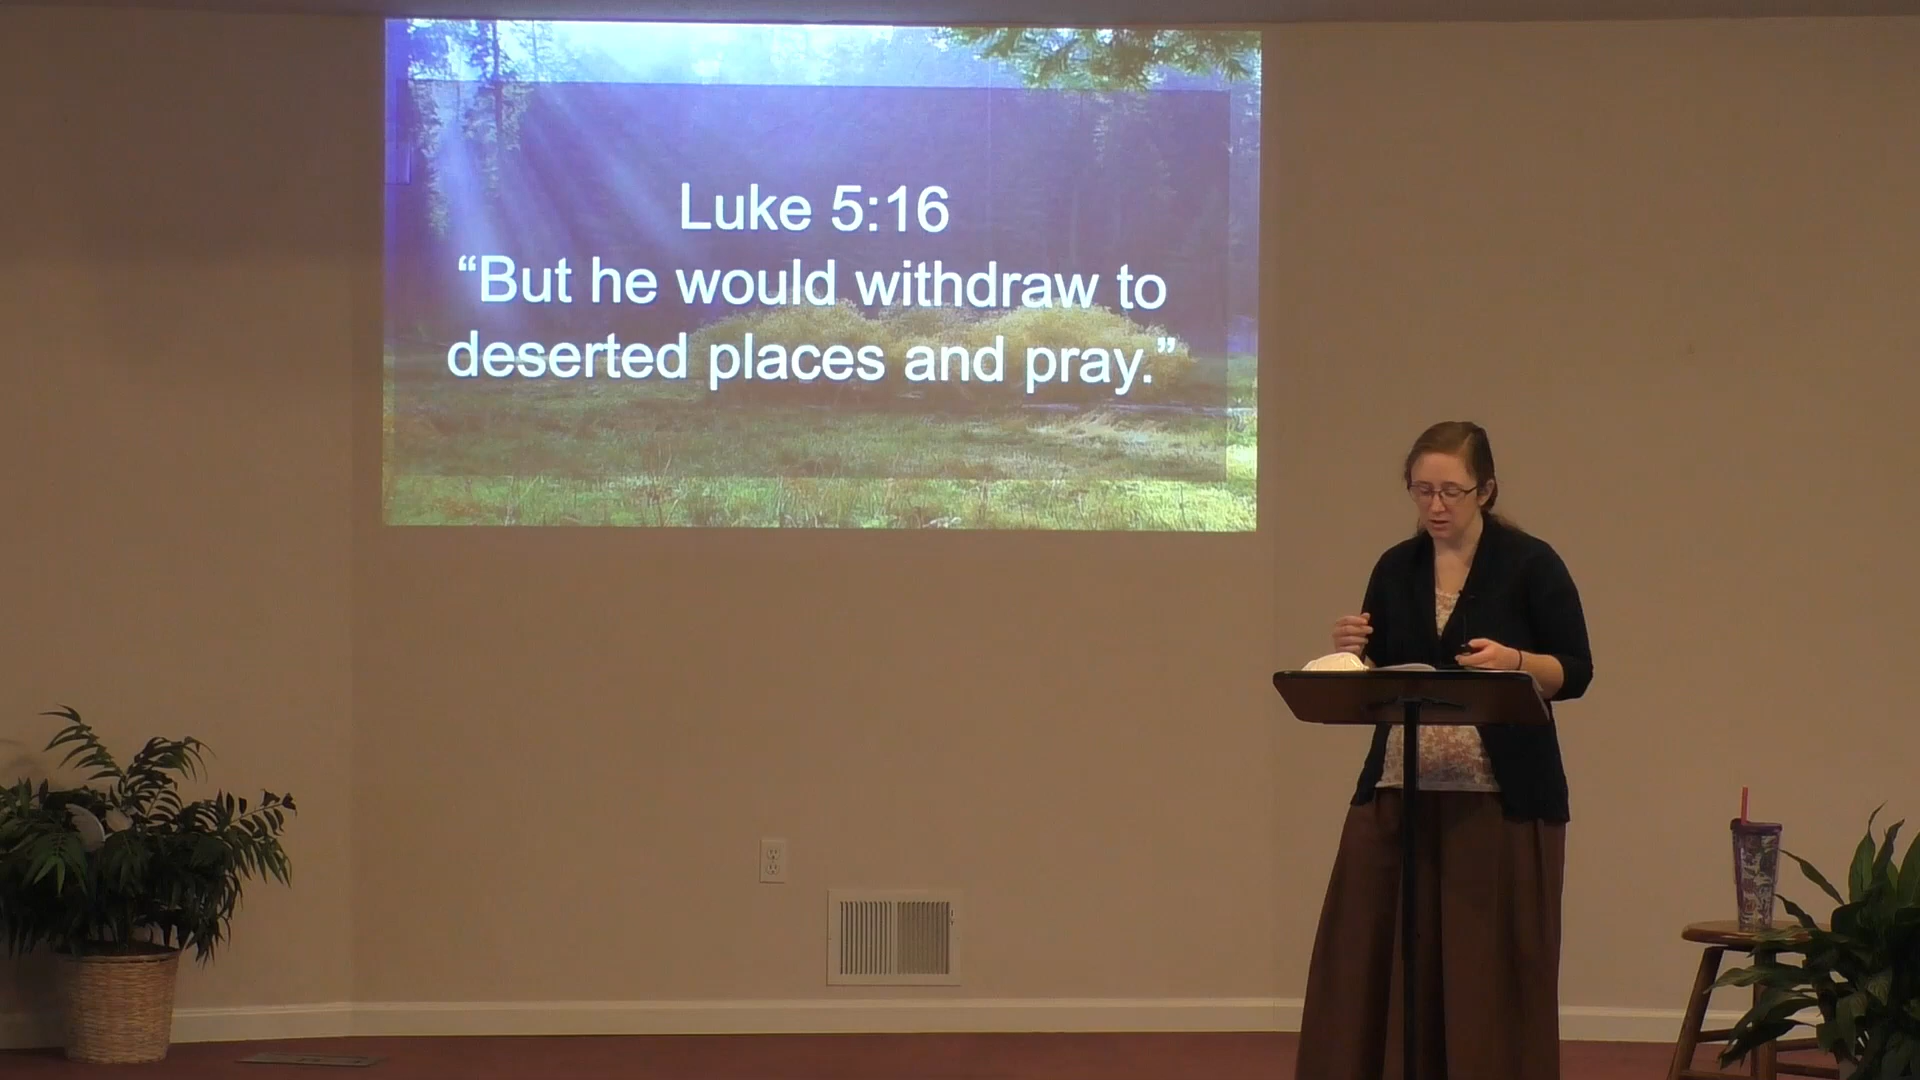 Luke 5:16
“But he would withdraw to
deserted places and pray.”